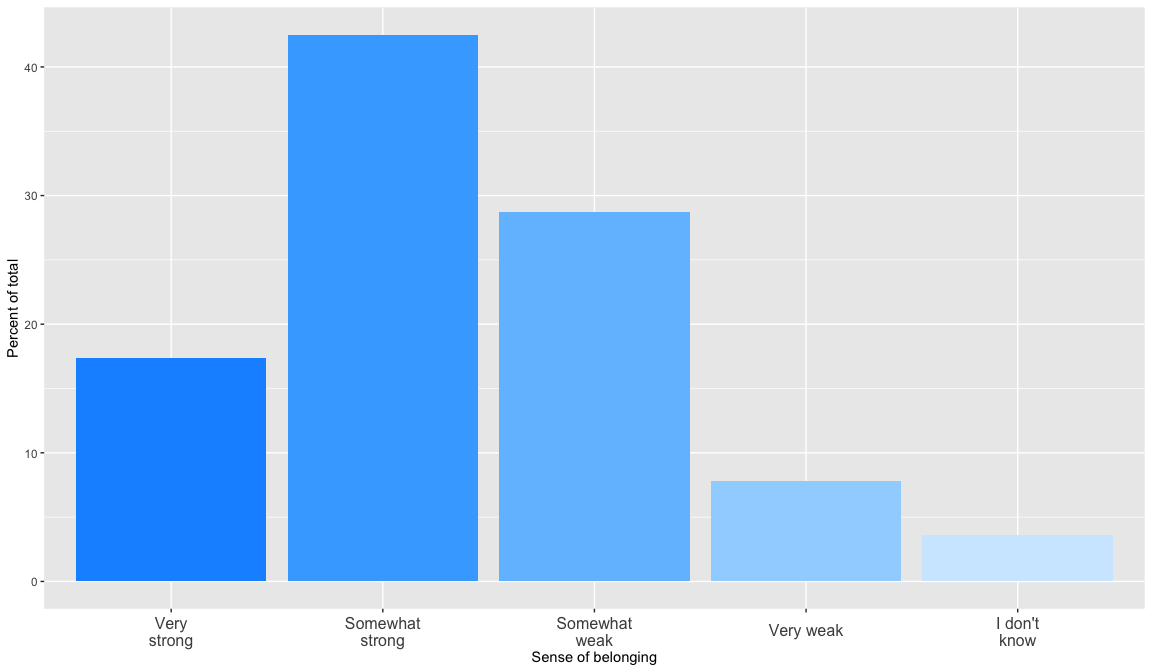 Percent of total
40
30
20
10
0
Very
strong
Somewhat
strong
Somewhat
weak
Very weak
I don't
know
Sense of belonging